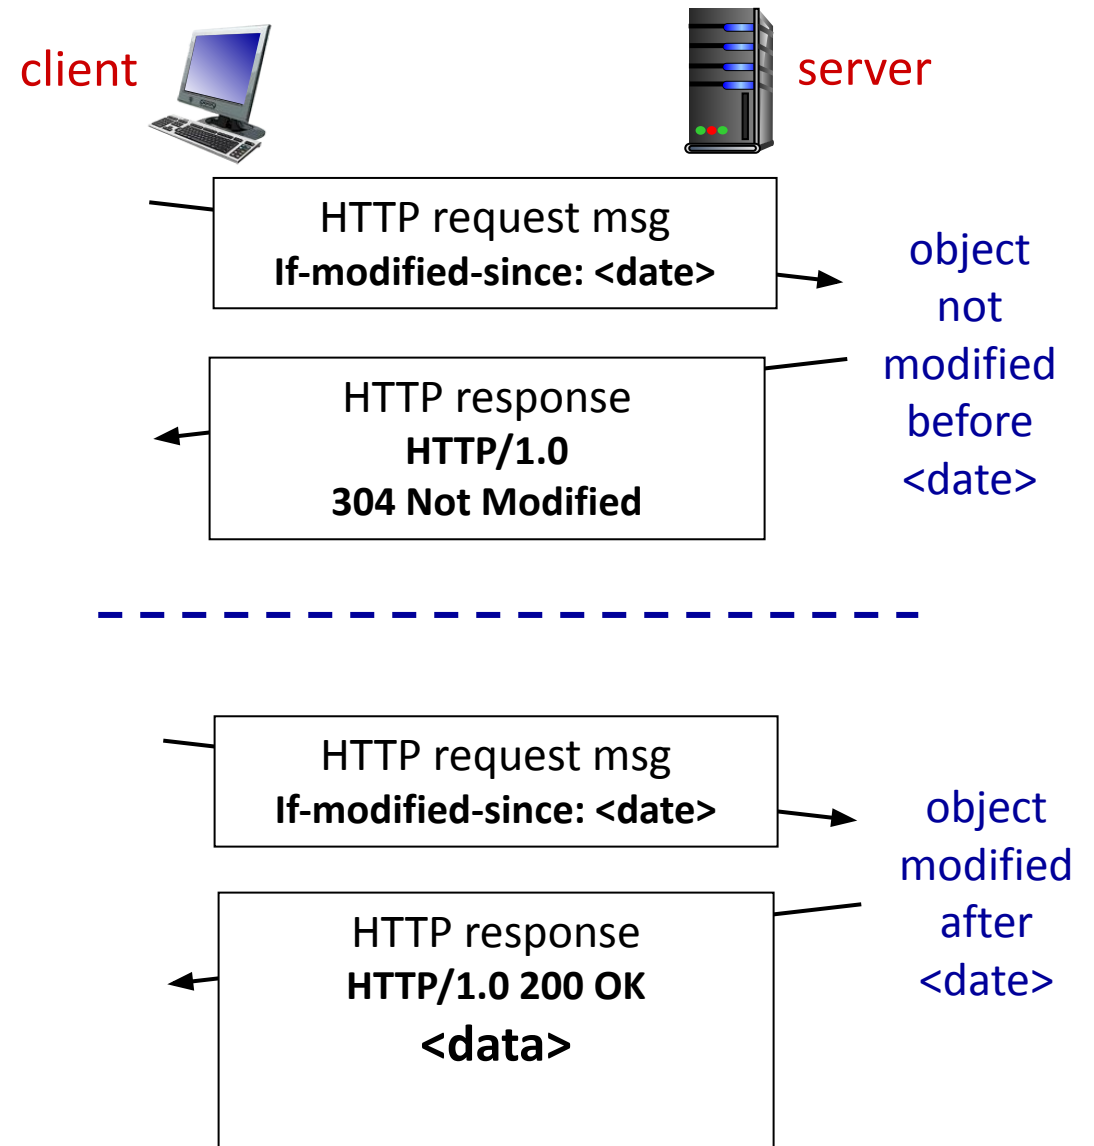 client
server
HTTP request msg
If-modified-since: <date>
object
not
modified
before
<date>
HTTP response
HTTP/1.0
304 Not Modified
HTTP request msg
If-modified-since: <date>
object
modified
after
<date>
HTTP response
HTTP/1.0 200 OK
<data>